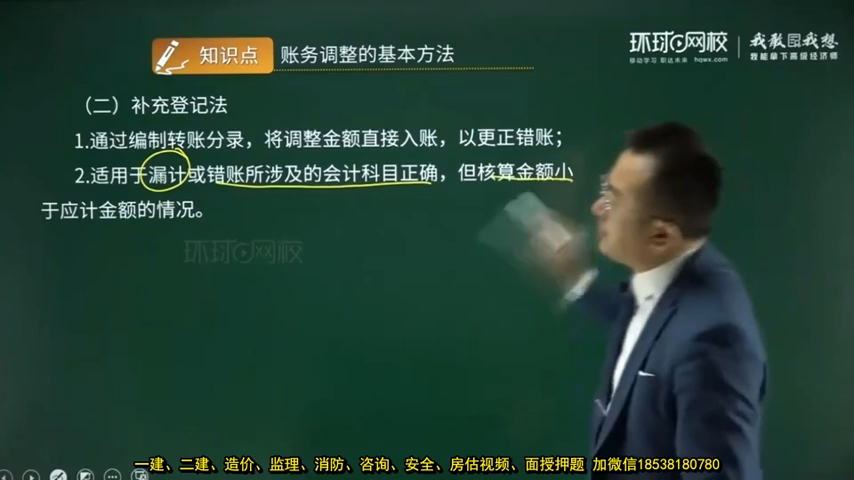 知识点 账务调整的基本方法
环球网校
移动学习 职达未来 hqwx.com
我敢因我想
我能拿下高级经济师
（二）补充登记法
1.通过编制转账分录，将调整金额直接入账，以更正错账；
2.适用于漏计或错账所涉及的会计科目正确，但核算金额小
于应计金额的情况。
环球网校
一建、二建、造价、监理、消防、咨询、安全、房估视频、面授押题 加微信18538180780